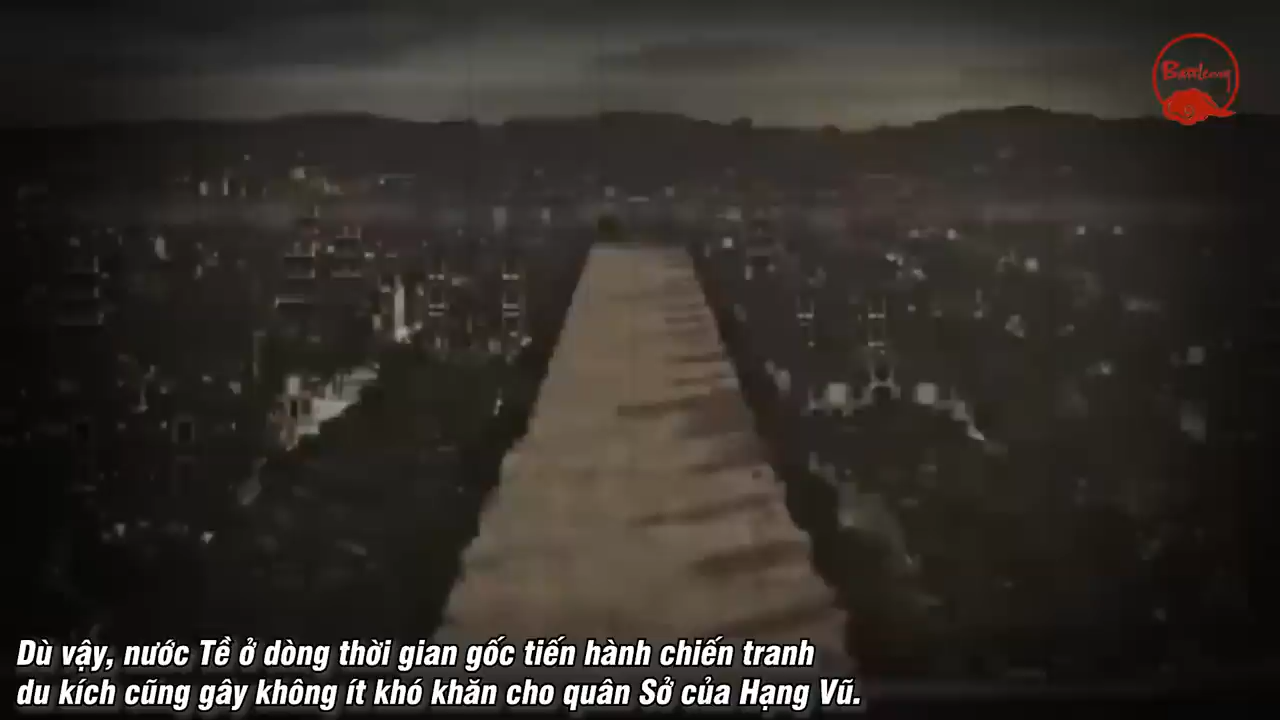 Dù vậy, nước Tề ở dòng thời gian gốc tiến hành chiến tranh
du kích cũng gây không ít khó khăn cho quân Sở của Hạng Vũ.